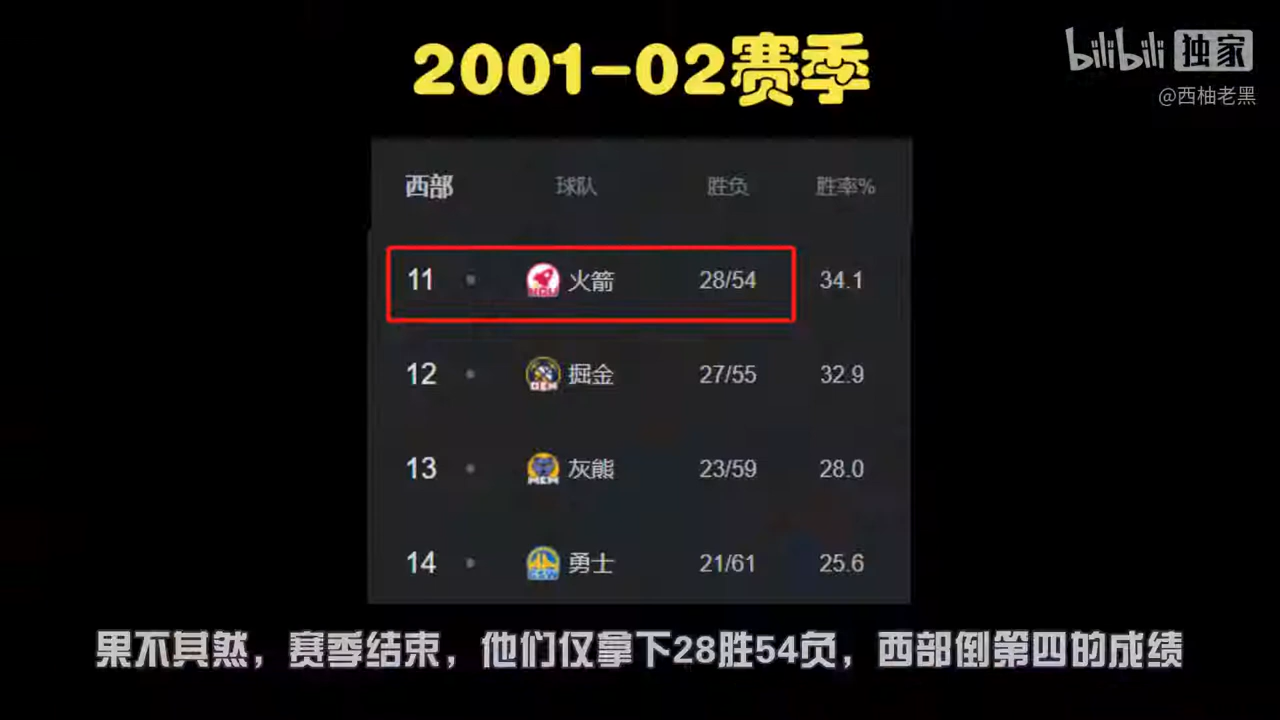 2001-02赛季
bilibili 独家
@西柚老黑
西部 球队 胜负 胜率%
11 火箭 28/54 34.1
12 掘金 27/55 32.9
13 灰熊 23/59 28.0
14 勇士 21/61 25.6
果不其然，赛季结束，他们仅拿下28胜54负，西部倒第四的成绩